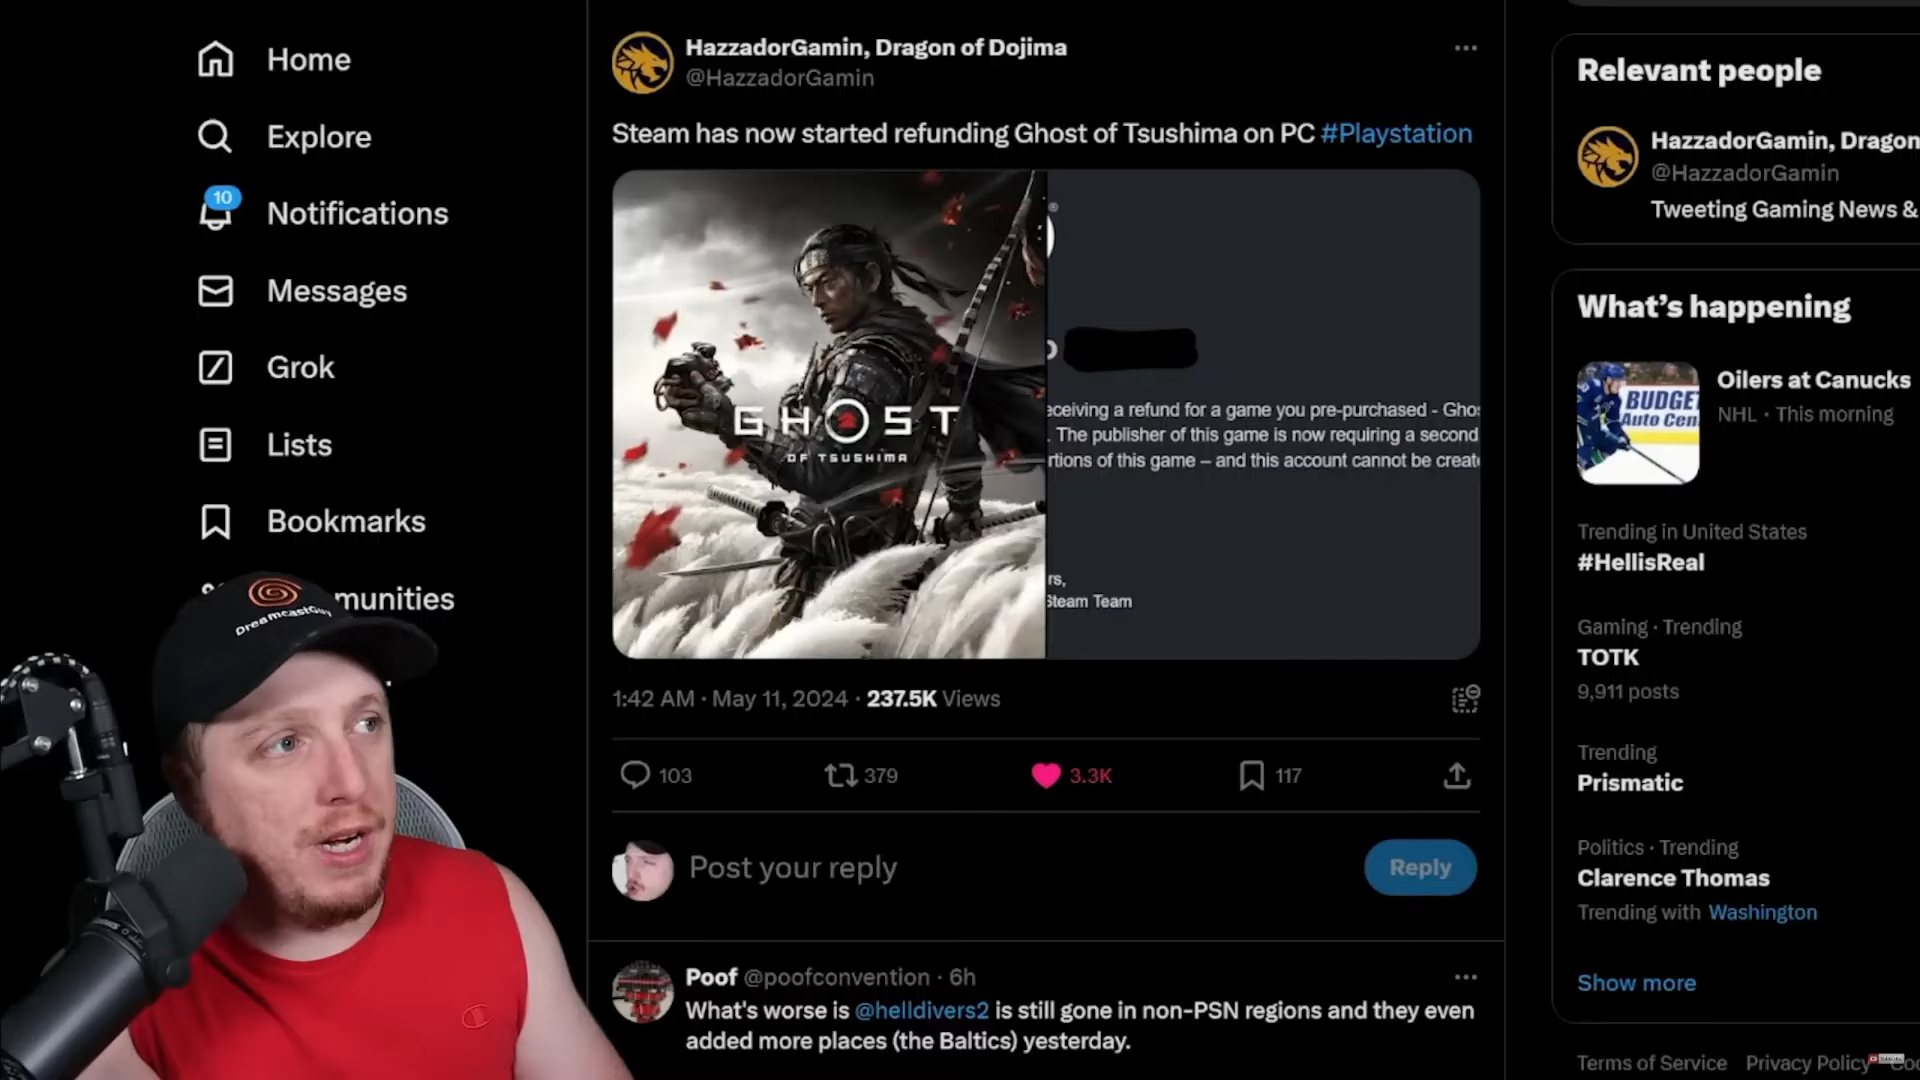 Home
Explore
10
Notifications
Messages
Grok
Lists
Bookmarks
munities
DreamcastGuy
HazzadorGamin, Dragon of Dojima
@HazzadorGamin
Steam has now started refunding Ghost of Tsushima on PC #Playstation
GHOST
OF TSUSHIMA
eceiving a refund for a game you pre-purchased - Ghos
. The publisher of this game is now requiring a second
rtions of this game – and this account cannot be create
rs,
Steam Team
1:42 AM · May 11, 2024 · 237.5K Views
103
379
3.3K
117
Post your reply
Reply
Poof @poofconvention · 6h
What's worse is @helldivers2 is still gone in non-PSN regions and they even
added more places (the Baltics) yesterday.
Relevant people
HazzadorGamin, Dragon
@HazzadorGamin
Tweeting Gaming News &
What's happening
BUDGET
Auto Cen
Oilers at Canucks
NHL · This morning
Trending in United States
#HellisReal
Gaming · Trending
TOTK
9,911 posts
Trending
Prismatic
Politics · Trending
Clarence Thomas
Trending with Washington
Show more
Terms of Service Privacy Policy Coo